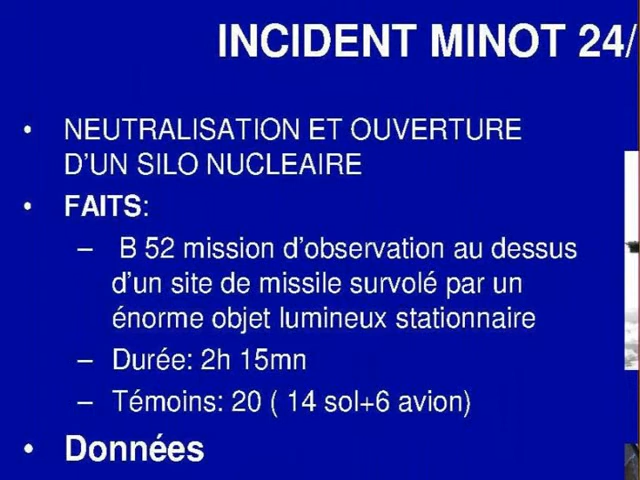 INCIDENT MINOT 24/
• NEUTRALISATION ET OUVERTURE
D'UN SILO NUCLEAIRE
• FAITS:
– B 52 mission d'observation au dessus
d'un site de missile survolé par un
énorme objet lumineux stationnaire
– Durée: 2h 15mn
– Témoins: 20 ( 14 sol+6 avion)
• Données